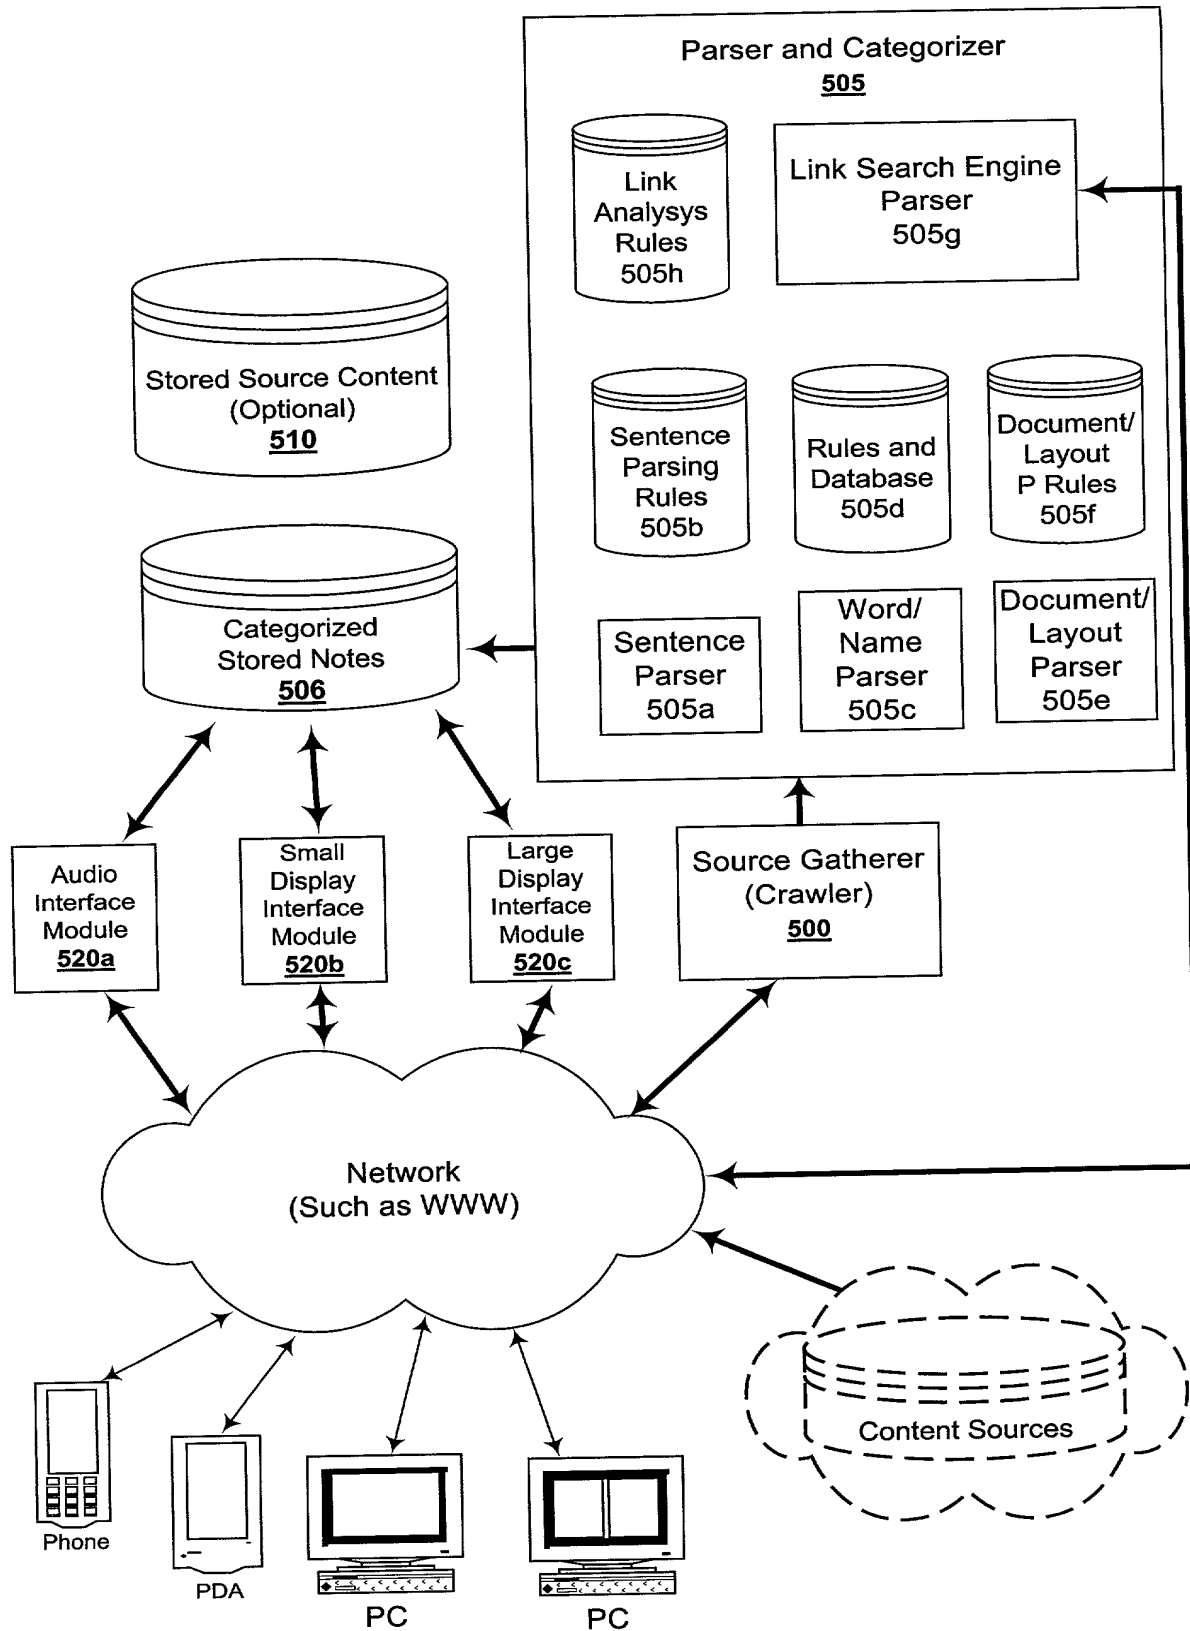 Parser and Categorizer
505
Link
Analysys
Rules
505h
Link Search Engine
Parser
505g
Stored Source Content
(Optional)
510
Sentence
Parsing
Rules
505b
Rules and
Database
505d
Document/
Layout
P Rules
505f
Categorized
Stored Notes
506
Sentence
Parser
505a
Word/
Name
Parser
505c
Document/
Layout
Parser
505e
Audio
Interface
Module
520a
Small
Display
Interface
Module
520b
Large
Display
Interface
Module
520c
Source Gatherer
(Crawler)
500
Network
(Such as WWW)
Content Sources
Phone
PDA
PC
PC